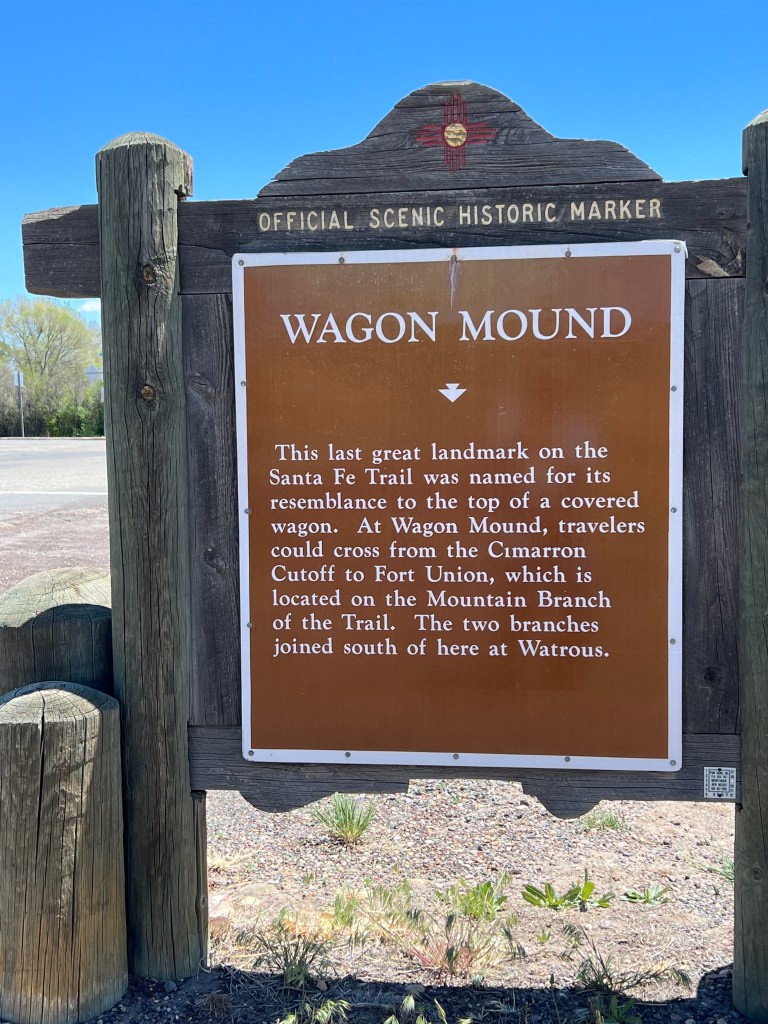 OFFICIAL SCENIC HISTORIC MARKER
WAGON MOUND
This last great landmark on the
Santa Fe Trail was named for its
resemblance to the top of a covered
wagon. At Wagon Mound, travelers
could cross from the Cimarron
Cutoff to Fort Union, which is
located on the Mountain Branch
of the Trail. The two branches
joined south of here at Watrous.